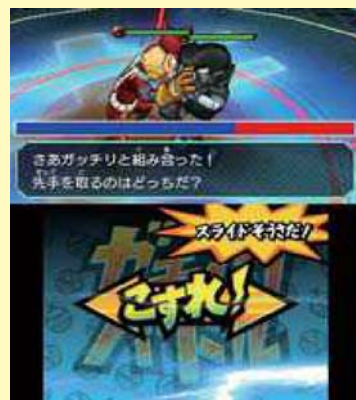 さあガッチリと組み合った!
先手を取るのはどっちだ?
スライドそうさだ!
こすれ!